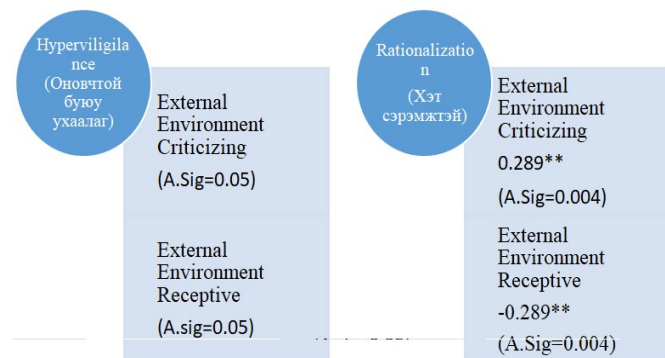 Hyperviligila
nce
(Оновчтой
буюу
ухаалаг)
External
Environment
Criticizing
(A.Sig=0.05)
External
Environment
Receptive
(A.sig=0.05)
Rationalizatio
n
(Хэт
сэрэмжтэй)
External
Environment
Criticizing
0.289**
(A.Sig=0.004)
External
Environment
Receptive
-0.289**
(A.Sig=0.004)